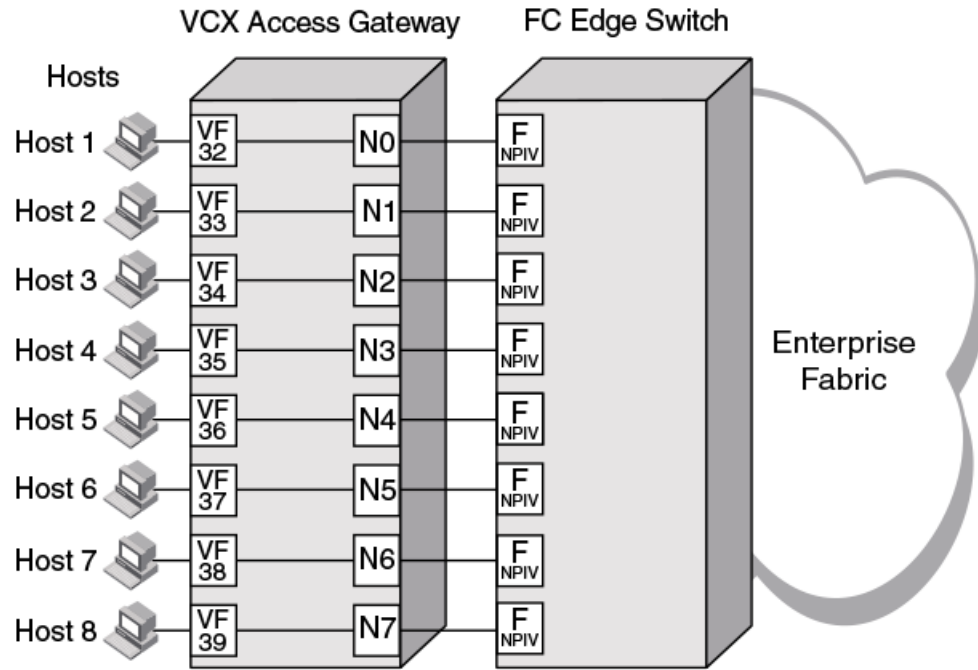 VCX Access Gateway
FC Edge Switch
Hosts
Host 1
VF
32
N0
F
NPIV
Host 2
VF
33
N1
F
NPIV
Host 3
VF
34
N2
F
NPIV
Host 4
VF
35
N3
F
NPIV
Enterprise
Fabric
Host 5
VF
36
N4
F
NPIV
Host 6
VF
37
N5
F
NPIV
Host 7
VF
38
N6
F
NPIV
Host 8
VF
39
N7
F
NPIV